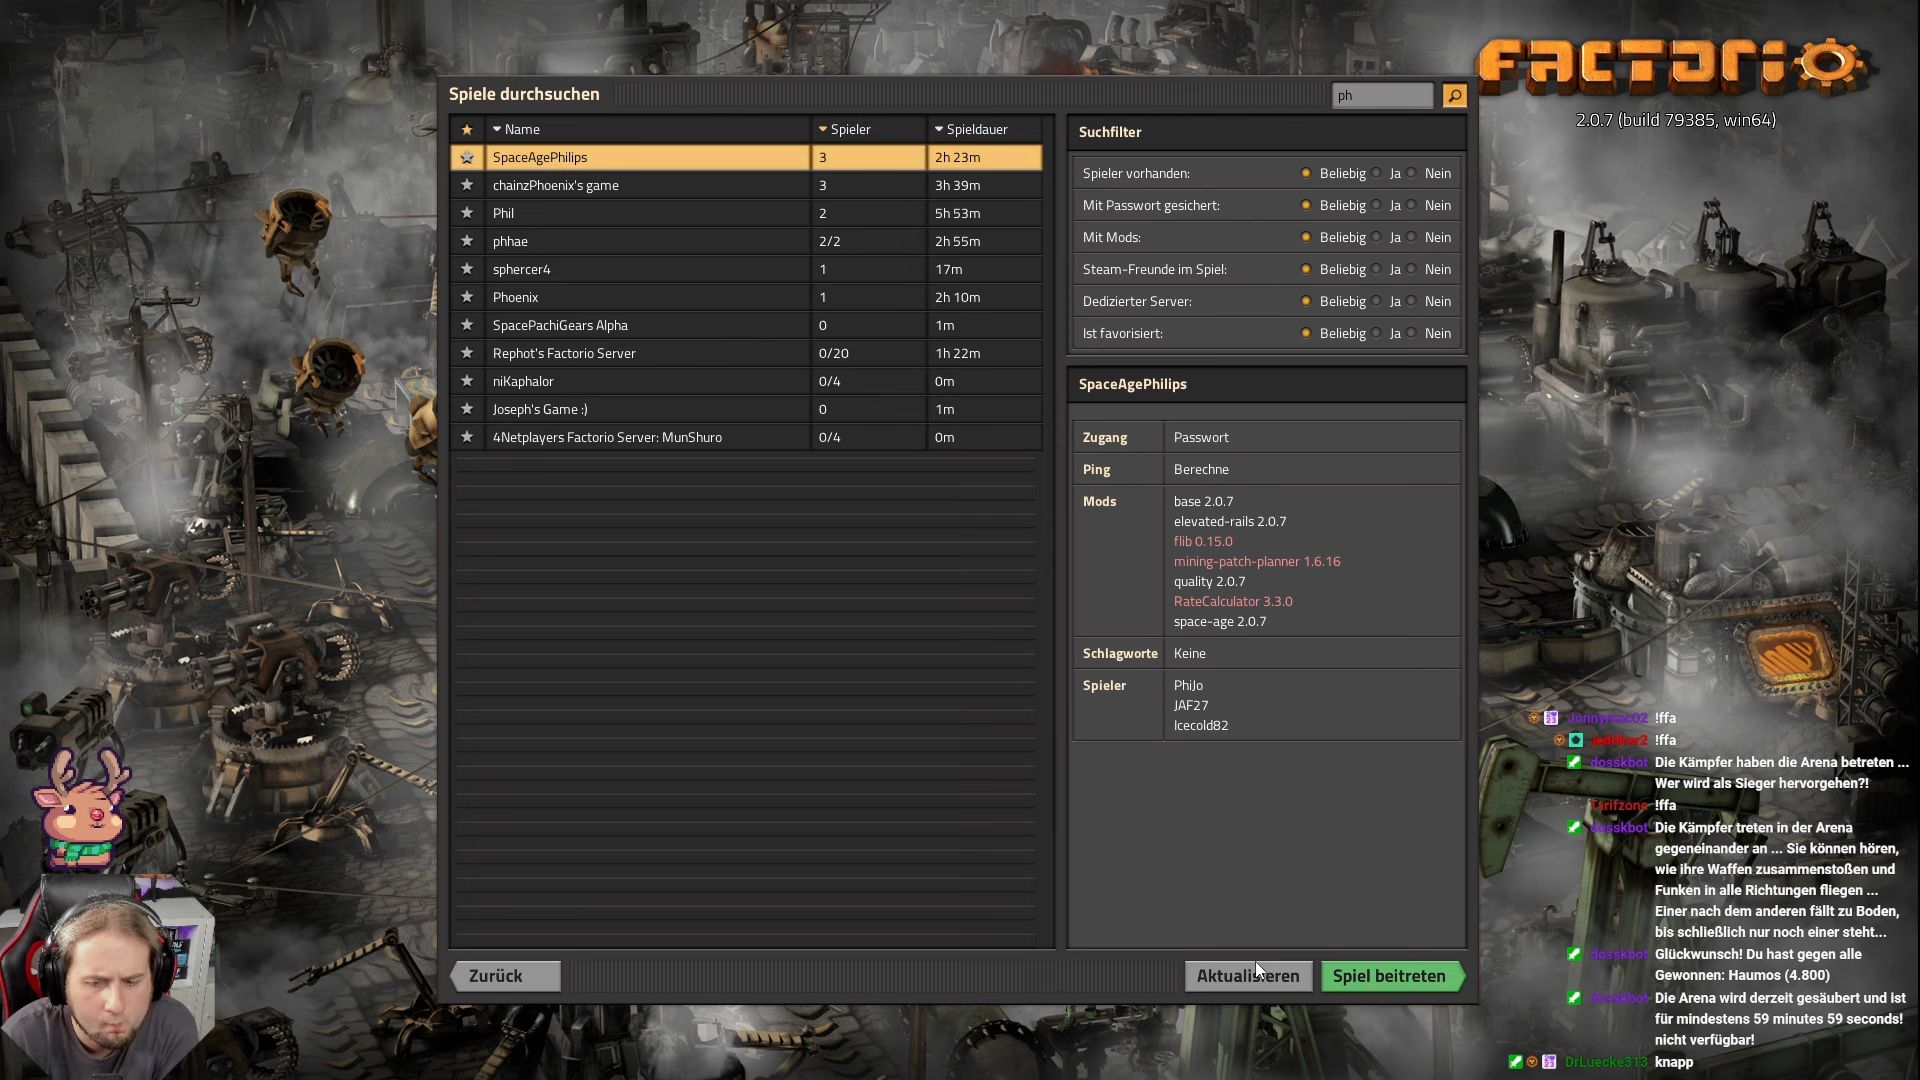 FACTORIO
2.0.7 (build 79385, win64)
Spiele durchsuchen
ph
Name Spieler Spieldauer
SpaceAgePhilips 3 2h 23m
chainzPhoenix's game 3 3h 39m
Phil 2 5h 53m
phhae 2/2 2h 55m
sphercer4 1 17m
Phoenix 1 2h 10m
SpacePachiGears Alpha 0 1m
Rephot's Factorio Server 0/20 1h 22m
niKaphalor 0/4 0m
Joseph's Game :) 0 1m
4Netplayers Factorio Server: MunShuro 0/4 0m
Suchfilter
Spieler vorhanden: Beliebig Ja Nein
Mit Passwort gesichert: Beliebig Ja Nein
Mit Mods: Beliebig Ja Nein
Steam-Freunde im Spiel: Beliebig Ja Nein
Dedizierter Server: Beliebig Ja Nein
Ist favorisiert: Beliebig Ja Nein
SpaceAgePhilips
Zugang Passwort
Ping Berechne
Mods base 2.0.7
elevated-rails 2.0.7
flib 0.15.0
mining-patch-planner 1.6.16
quality 2.0.7
RateCalculator 3.3.0
space-age 2.0.7
Schlagworte Keine
Spieler PhiJo
JAF27
Icecold82
Zurück
Aktualisieren
Spiel beitreten
!ffa
!ffa
dosskbot Die Kämpfer haben die Arena betreten ...
Wer wird als Sieger hervorgehen?!
Tarifzone !ffa
dosskbot Die Kämpfer treten in der Arena
gegeneinander an ... Sie können hören,
wie ihre Waffen zusammenstoßen und
Funken in alle Richtungen fliegen ...
Einer nach dem anderen fällt zu Boden,
bis schließlich nur noch einer steht...
dosskbot Glückwunsch! Du hast gegen alle
Gewonnen: Haumos (4.800)
dosskbot Die Arena wird derzeit gesäubert und ist
für mindestens 59 minutes 59 seconds!
nicht verfügbar!
DrLuecke313 knapp